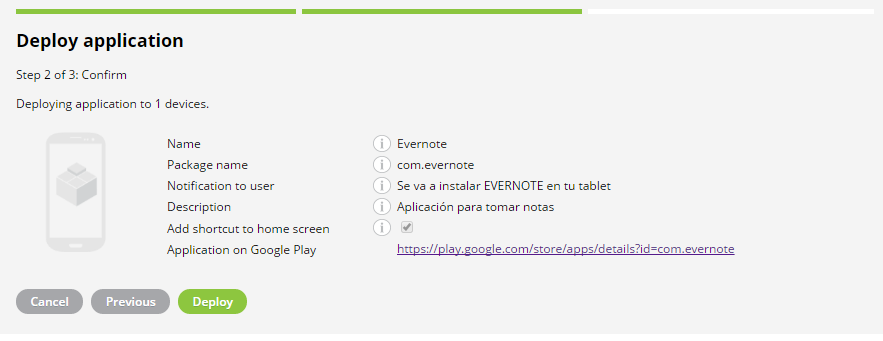 Deploy application
Step 2 of 3: Confirm
Deploying application to 1 devices.
Name i Evernote
Package name i com.evernote
Notification to user i Se va a instalar EVERNOTE en tu tablet
Description i Aplicación para tomar notas
Add shortcut to home screen i
Application on Google Play https://play.google.com/store/apps/details?id=com.evernote
Cancel Previous Deploy